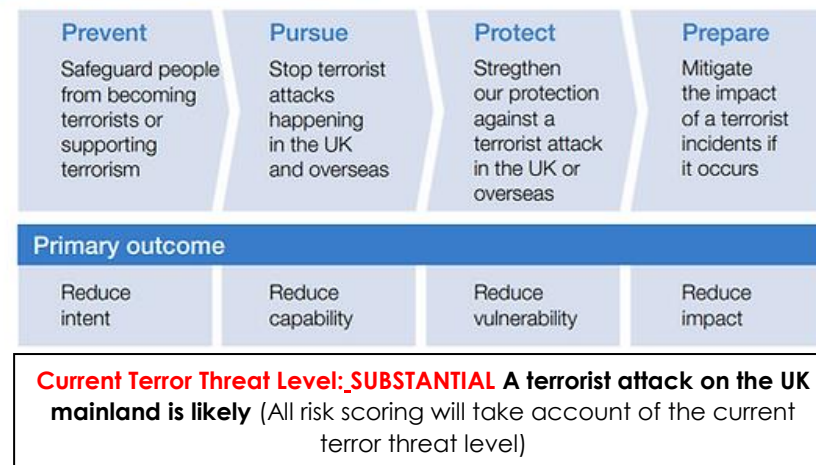 Prevent
Safeguard people
from becoming
terrorists or
supporting
terrorism
Pursue
Stop terrorist
attacks
happening
in the UK
and overseas
Protect
Stregthen
our protection
against a
terrorist attack
in the UK or
overseas
Prepare
Mitigate
the impact
of a terrorist
incidents if
it occurs
Primary outcome
Reduce
intent
Reduce
capability
Reduce
vulnerability
Reduce
impact
Current Terror Threat Level: SUBSTANTIAL A terrorist attack on the UK
mainland is likely (All risk scoring will take account of the current
terror threat level)